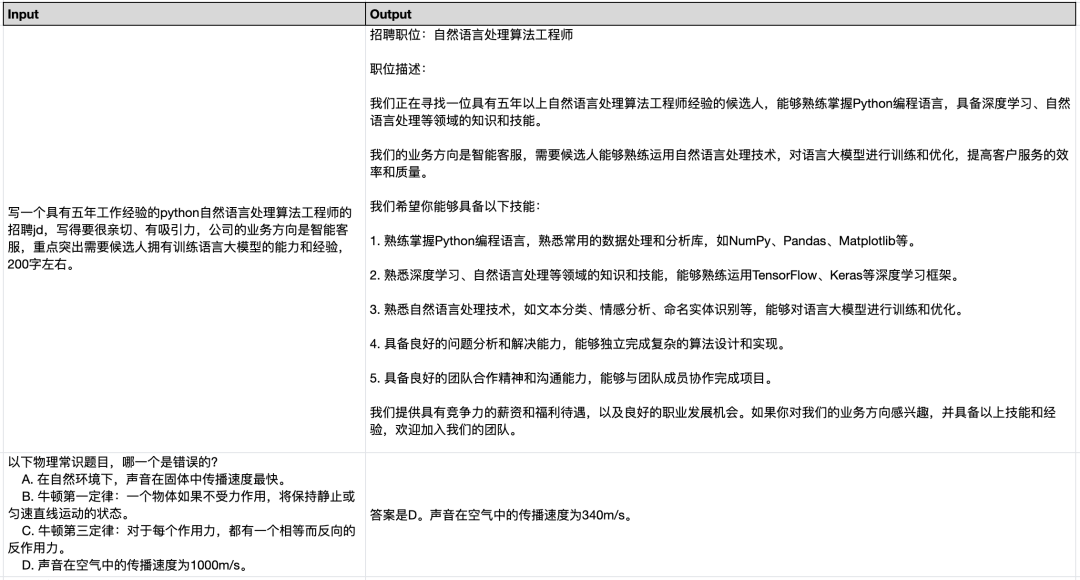 Input
Output
写一个具有五年工作经验的python自然语言处理算法工程师的
招聘jd，写得要很亲切、有吸引力，公司的业务方向是智能客
服，重点突出需要候选人拥有训练语言大模型的能力和经验，
200字左右。
招聘职位：自然语言处理算法工程师
职位描述：
我们正在寻找一位具有五年以上自然语言处理算法工程师经验的候选人，能够熟练掌握Python编程语言，具备深度学习、自然
语言处理等领域的知识和技能。
我们的业务方向是智能客服，需要候选人能够熟练运用自然语言处理技术，对语言大模型进行训练和优化，提高客户服务的效
率和质量。
我们希望你能够具备以下技能：
1. 熟练掌握Python编程语言，熟悉常用的数据处理和分析库，如NumPy、Pandas、Matplotlib等。
2. 熟悉深度学习、自然语言处理等领域的知识和技能，能够熟练运用TensorFlow、Keras等深度学习框架。
3. 熟悉自然语言处理技术，如文本分类、情感分析、命名实体识别等，能够对语言大模型进行训练和优化。
4. 具备良好的问题分析和解决能力，能够独立完成复杂的算法设计和实现。
5. 具备良好的团队合作精神和沟通能力，能够与团队成员协作完成项目。
我们提供具有竞争力的薪资和福利待遇，以及良好的职业发展机会。如果你对我们的业务方向感兴趣，并具备以上技能和经
验，欢迎加入我们的团队。
以下物理常识题目，哪一个是错误的?
A. 在自然环境下，声音在固体中传播速度最快。
B. 牛顿第一定律：一个物体如果不受力作用，将保持静止或
匀速直线运动的状态。
C. 牛顿第三定律：对于每个作用力，都有一个相等而反向的
反作用力。
D. 声音在空气中的传播速度为1000m/s。
答案是D。声音在空气中的传播速度为340m/s。